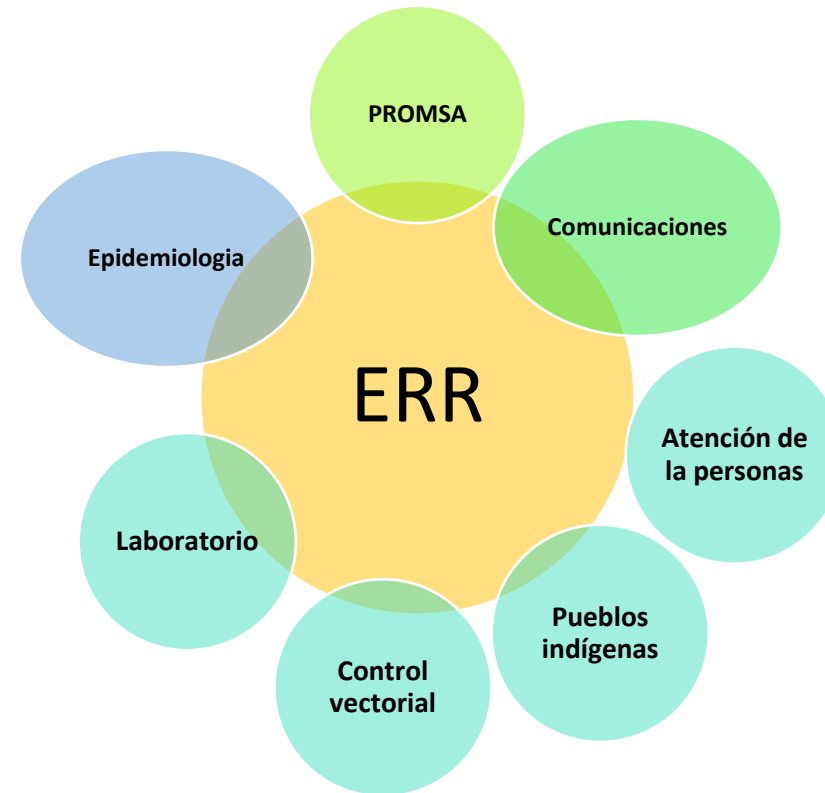 PROMSA
Comunicaciones
Epidemiologia
ERR
Atención de
la personas
Laboratorio
Pueblos
indígenas
Control
vectorial